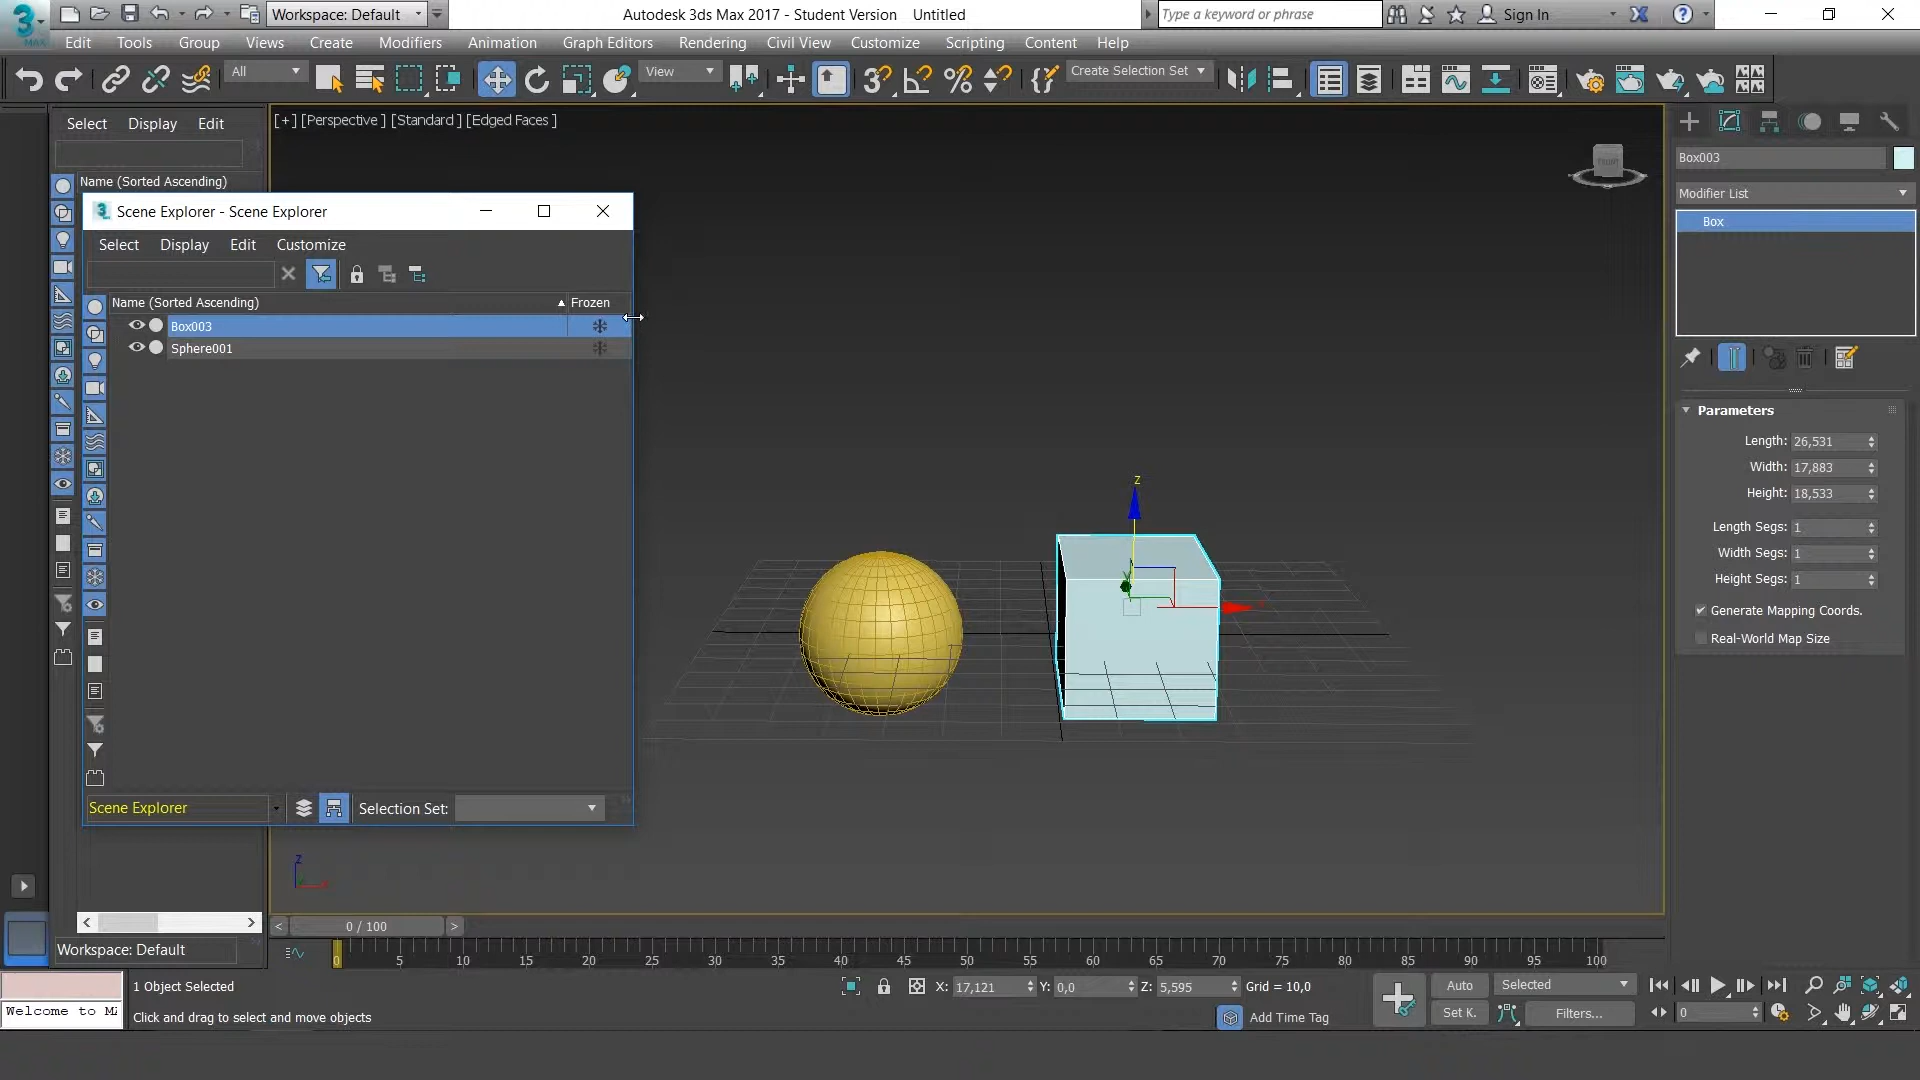 Workspace: Default
Autodesk 3ds Max 2017 - Student Version Untitled
Type a keyword or phrase
Sign In
MAX
Edit Tools Group Views Create Modifiers Animation Graph Editors Rendering Civil View Customize Scripting Content Help
All
View
Create Selection Set
Select Display Edit
[+] [Perspective ] [Standard ] [Edged Faces ]
FRONT
Name (Sorted Ascending)
Box003
Modifier List
Box
Scene Explorer - Scene Explorer
Select Display Edit Customize
Name (Sorted Ascending) Frozen
Box003
Sphere001
Scene Explorer
Selection Set:
Parameters
Length: 26,531
Width: 17,883
Height: 18,533
Length Segs: 1
Width Segs: 1
Height Segs: 1
Generate Mapping Coords.
Real-World Map Size
z
z
< 0 / 100 >
Workspace: Default
0 5 10 15 20 25 30 35 40 45 50 55 60 65 70 75 80 85 90 95 100
1 Object Selected
X: 17,121 Y: 0,0 Z: 5,595 Grid = 10,0
Auto Selected
Welcome to MA
Click and drag to select and move objects
Add Time Tag
Set K. Filters...
0